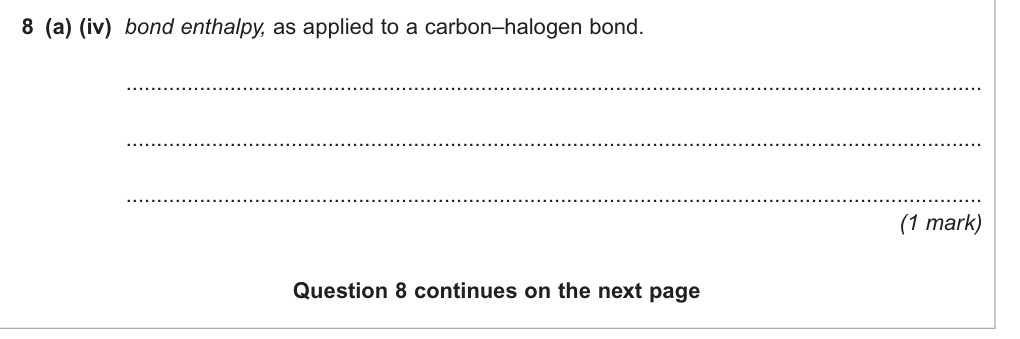 8 (a) (iv) bond enthalpy, as applied to a carbon–halogen bond.
(1 mark)
Question 8 continues on the next page